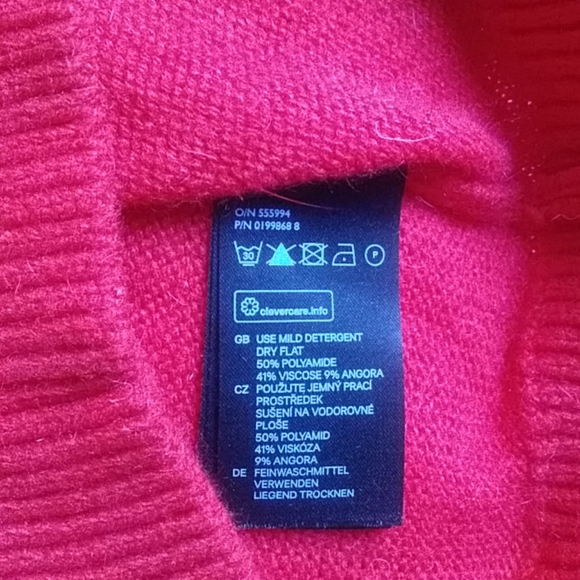 O/N 555994
P/N 0199868 8
30 P
clevercare.info
GB USE MILD DETERGENT
DRY FLAT
50% POLYAMIDE
41% VISCOSE 9% ANGORA
CZ POUŽIJTE JEMNÝ PRACÍ
PROSTŘEDEK
SUŠENÍ NA VODOROVNÉ
PLOŠE
50% POLYAMID
41% VISKÓZA
9% ANGORA
DE FEINWASCHMITTEL
VERWENDEN
LIEGEND TROCKNEN